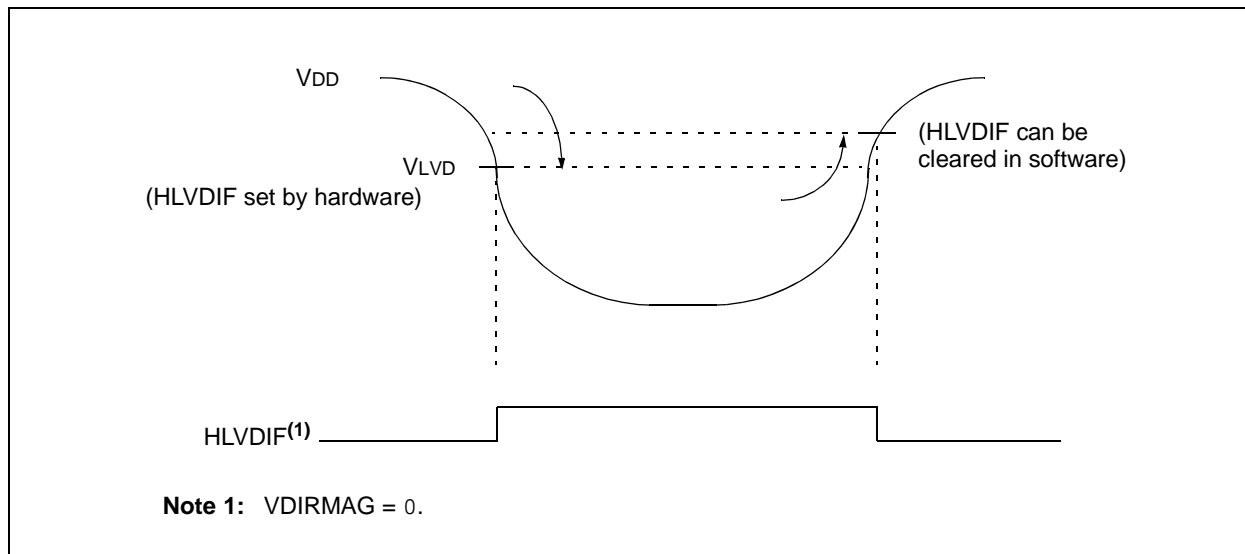 VDD
(HLVDIF can be
cleared in software)
VLVD
(HLVDIF set by hardware)
HLVDIF(1)
Note 1: VDIRMAG = 0.